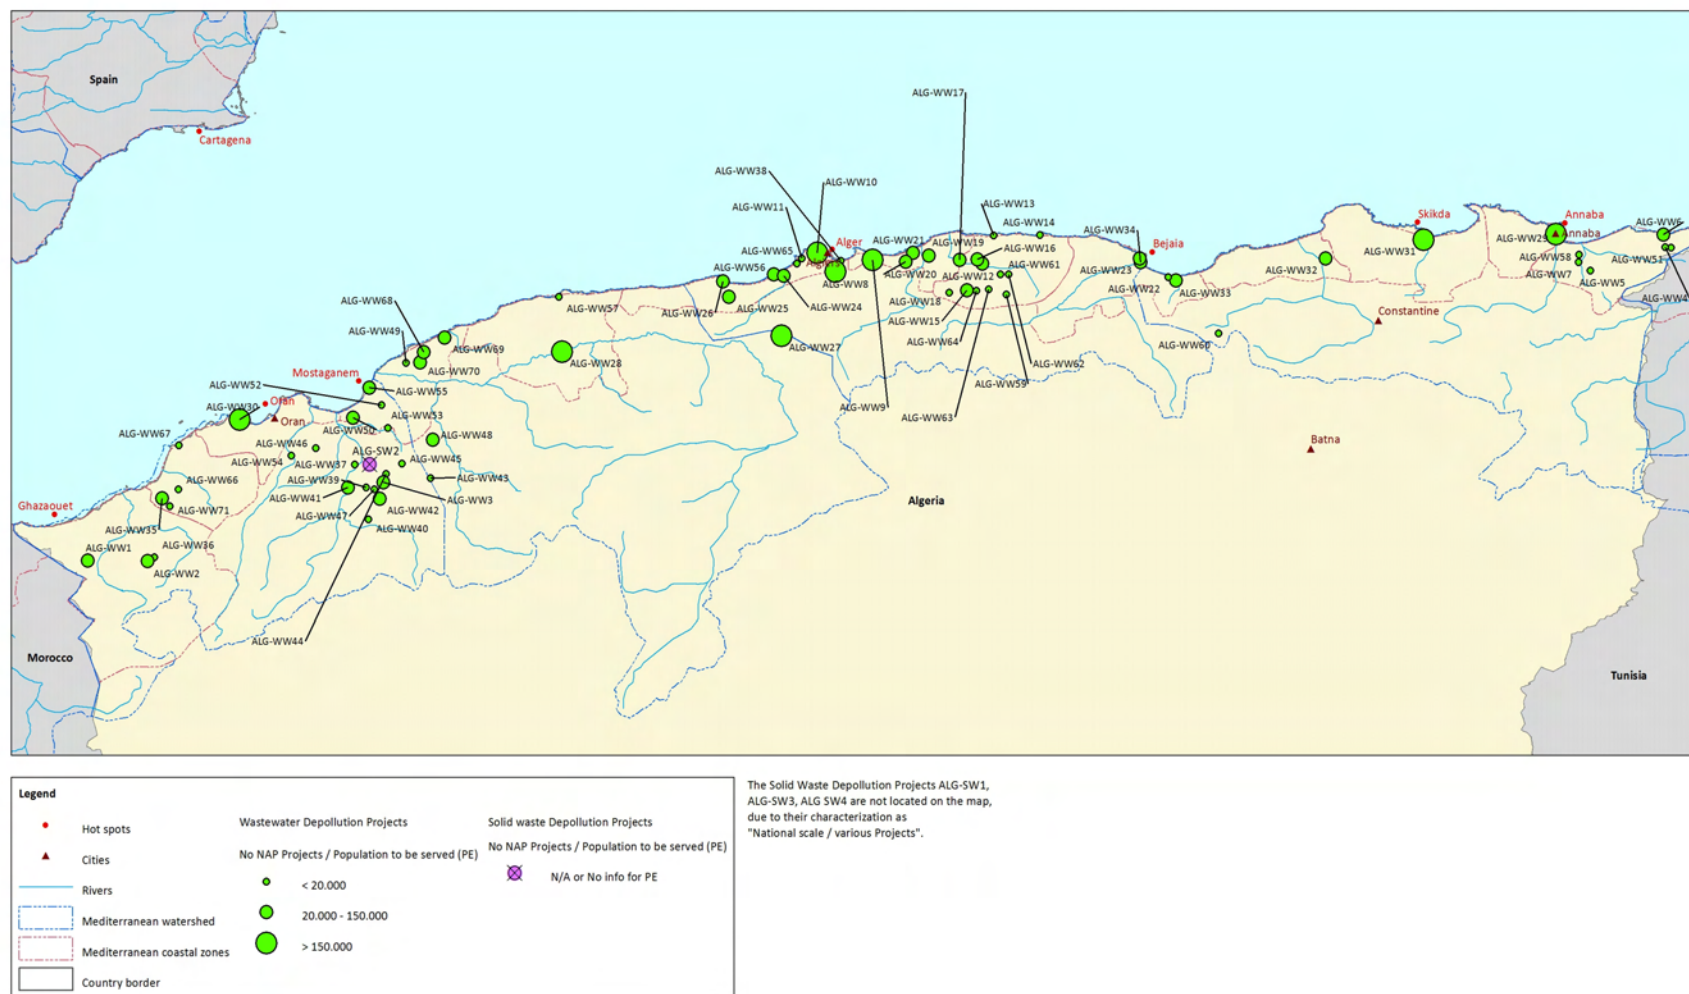 Spain
Cartagena
ALG-WW17
ALG-WW38
ALG-WW10
ALG-WW11
ALG-WW13
ALG-WW14
ALG-WW34
Skikda
Annaba
ALG-WW6
ALG-WW65
Alger
ALG-WW21
ALG-WW19
ALG-WW16
Bejaia
ALG-WW31
ALG-WW29
Annaba
ALG-WW56
ALG-WW8
ALG-WW20
ALG-WW12
ALG-WW61
ALG-WW23
ALG-WW32
ALG-WW58
ALG-WW51
ALG-WW7
ALG-WW5
ALG-WW22
ALG-WW33
ALG-WW4
ALG-WW68
ALG-WW57
ALG-WW26
ALG-WW25
ALG-WW24
ALG-WW18
ALG-WW15
Constantine
ALG-WW49
ALG-WW69
ALG-WW28
ALG-WW27
ALG-WW64
ALG-WW62
ALG-WW60
ALG-WW70
ALG-WW59
Mostaganem
ALG-WW52
ALG-WW55
ALG-WW9
ALG-WW63
ALG-WW30
Oran
Oran
ALG-WW53
ALG-WW50
ALG-WW67
ALG-WW46
ALG-WW48
Batna
ALG-SW2
ALG-WW54
ALG-WW37
ALG-WW45
ALG-WW66
ALG-WW39
ALG-WW43
ALG-WW41
ALG-WW3
Algeria
Ghazaouet
ALG-WW71
ALG-WW47
ALG-WW42
ALG-WW35
ALG-WW40
ALG-WW1
ALG-WW36
ALG-WW2
ALG-WW44
Morocco
Tunisia
Legend
Hot spots
Cities
Rivers
Mediterranean watershed
Mediterranean coastal zones
Country border
Wastewater Depollution Projects
No NAP Projects / Population to be served (PE)
< 20.000
20.000 - 150.000
> 150.000
Solid waste Depollution Projects
No NAP Projects / Population to be served (PE)
N/A or No info for PE
The Solid Waste Depollution Projects ALG-SW1,
ALG-SW3, ALG SW4 are not located on the map,
due to their characterization as
"National scale / various Projects".